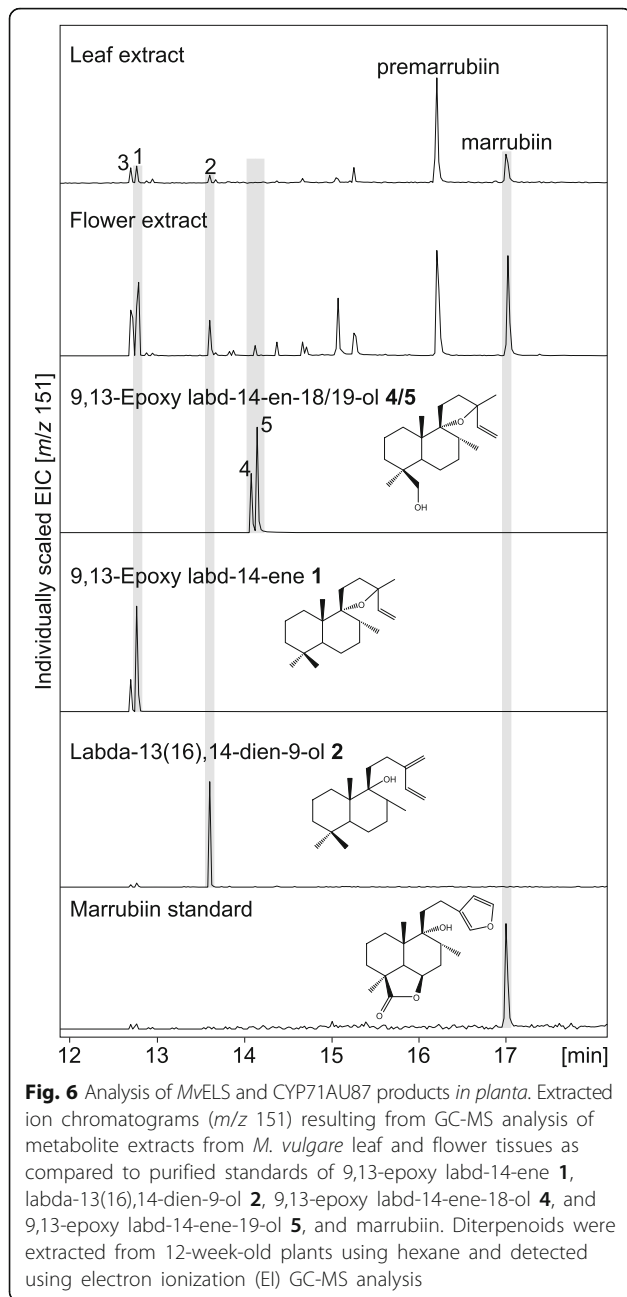 Individually scaled EIC [m/z 151]
Leaf extract
premarrubiin
marrubiin
3 1
2
Flower extract
9,13-Epoxy labd-14-en-18/19-ol 4/5
5
4
O
OH
9,13-Epoxy labd-14-ene 1
O
Labda-13(16),14-dien-9-ol 2
OH
Marrubiin standard
O
OH
O
O
12 13 14 15 16 17 [min]
Fig. 6 Analysis of MvELS and CYP71AU87 products in planta. Extracted
ion chromatograms (m/z 151) resulting from GC-MS analysis of
metabolite extracts from M. vulgare leaf and flower tissues as
compared to purified standards of 9,13-epoxy labd-14-ene 1,
labda-13(16),14-dien-9-ol 2, 9,13-epoxy labd-14-ene-18-ol 4, and
9,13-epoxy labd-14-ene-19-ol 5, and marrubiin. Diterpenoids were
extracted from 12-week-old plants using hexane and detected
using electron ionization (EI) GC-MS analysis